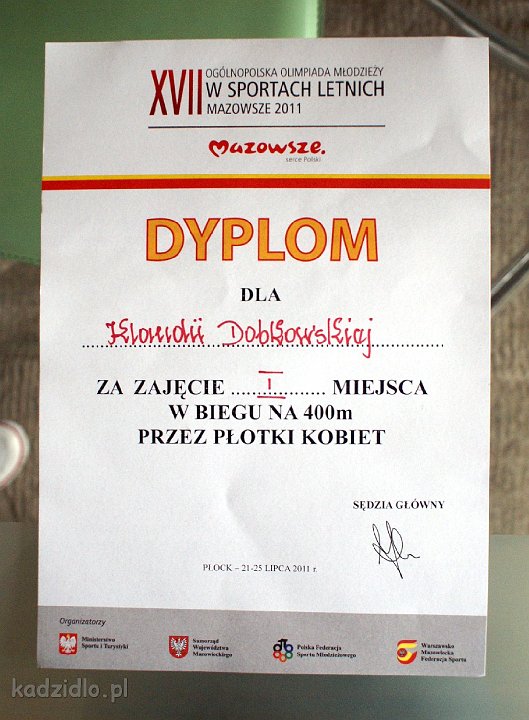 XVII OGÓLNOPOLSKA OLIMPIADA MŁODZIEŻY
W SPORTACH LETNICH
MAZOWSZE 2011
Mazowsze.
serce Polski
DYPLOM
DLA
Klaudii Dobkowskiej
ZA ZAJĘCIE ......I.......... MIEJSCA
W BIEGU NA 400m
PRZEZ PŁOTKI KOBIET
SĘDZIA GŁÓWNY
PŁOCK – 21-25 LIPCA 2011 r.
Organizatorzy
Ministerstwo
Sportu i Turystyki
Samorząd
Województwa
Mazowieckiego
Polska Federacja
Sportu Młodzieżowego
Warszawsko
Mazowiecka
Federacja Sportu
kadzidlo.pl